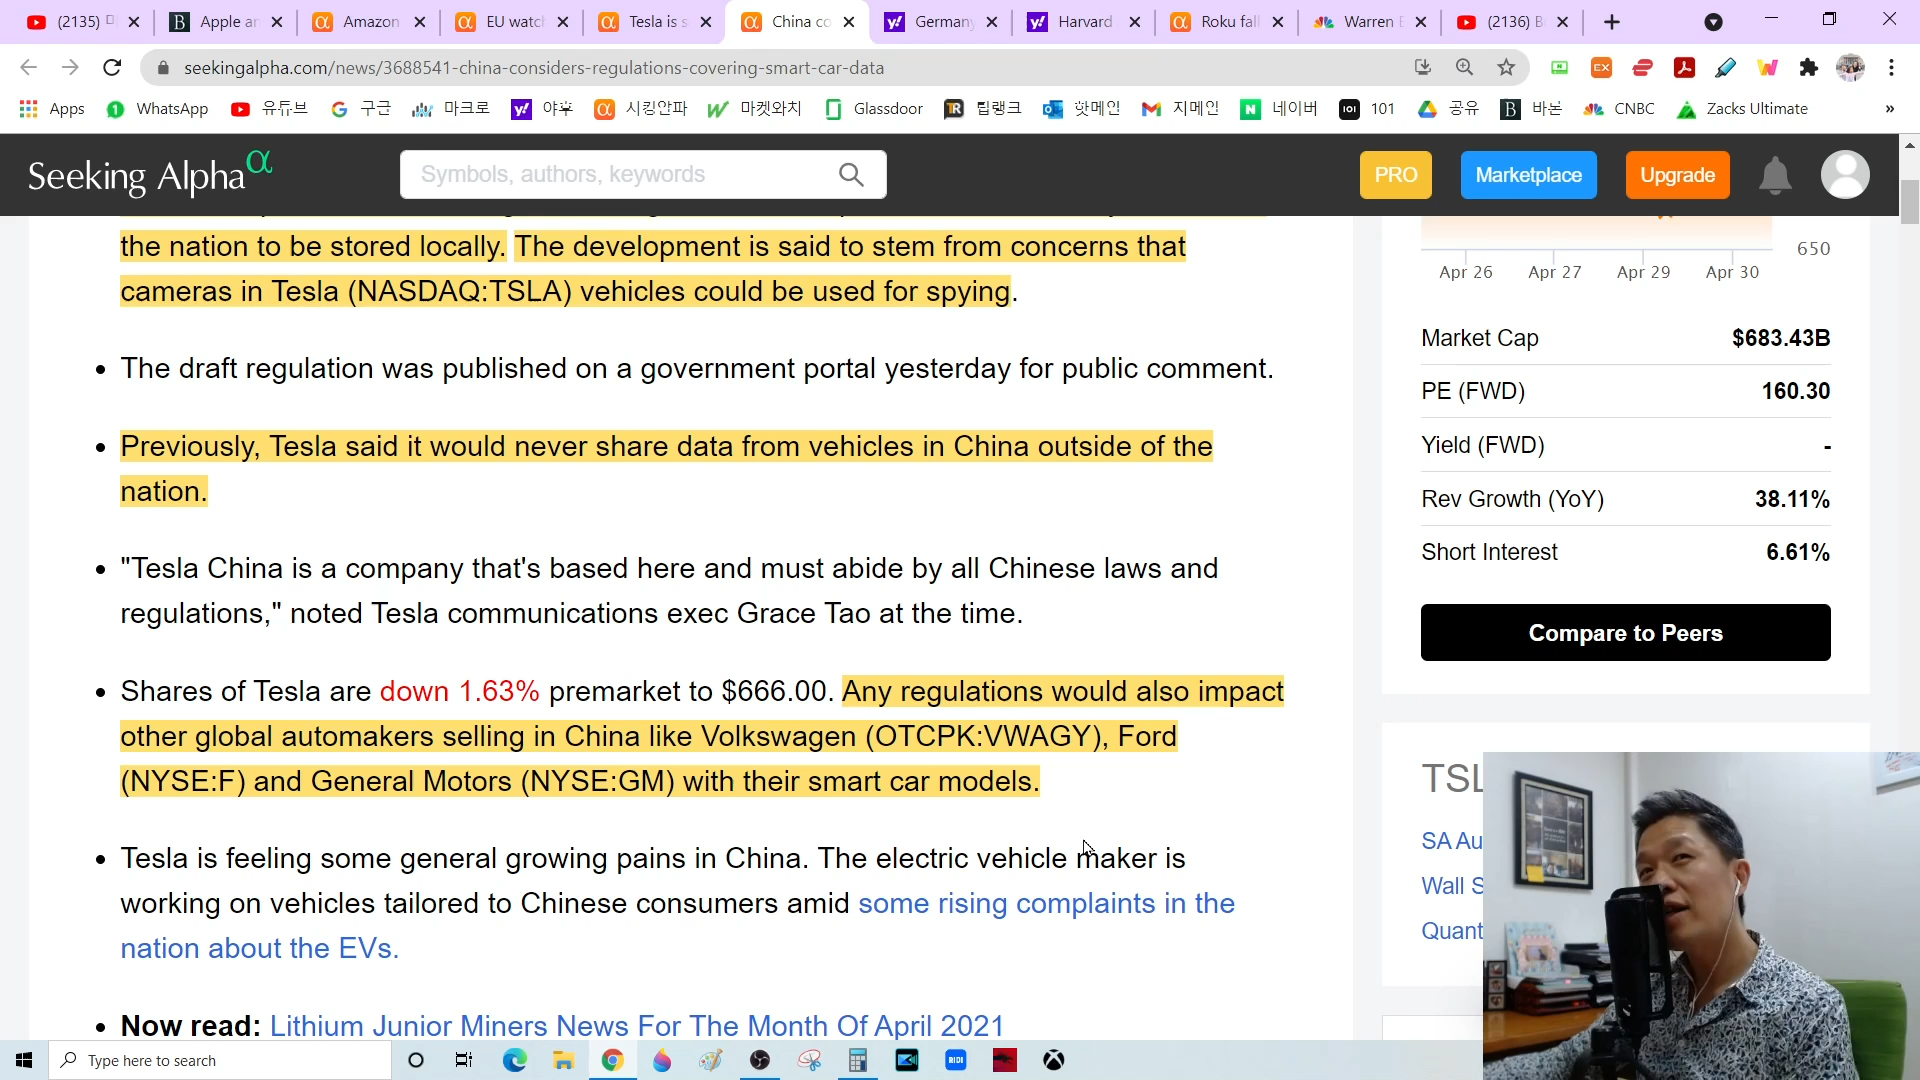 (2135)
Apple an
Amazon
EU watc
Tesla is s
China co
Germany
Harvard
Roku fall
Warren
(2136) B
seekingalpha.com/news/3688541-china-considers-regulations-covering-smart-car-data
Apps
WhatsApp
유튜브
구글
마크로
야후
시킹안파
마켓와치
Glassdoor
팁랭크
핫메인
지메인
네이버
101
공유
바본
CNBC
Zacks Ultimate
»
Seeking Alpha α
Symbols, authors, keywords
PRO
Marketplace
Upgrade
the nation to be stored locally. The development is said to stem from concerns that
cameras in Tesla (NASDAQ:TSLA) vehicles could be used for spying.
• The draft regulation was published on a government portal yesterday for public comment.
• Previously, Tesla said it would never share data from vehicles in China outside of the
nation.
• "Tesla China is a company that's based here and must abide by all Chinese laws and
regulations," noted Tesla communications exec Grace Tao at the time.
• Shares of Tesla are down 1.63% premarket to $666.00. Any regulations would also impact
other global automakers selling in China like Volkswagen (OTCPK:VWAGY), Ford
(NYSE:F) and General Motors (NYSE:GM) with their smart car models.
• Tesla is feeling some general growing pains in China. The electric vehicle maker is
working on vehicles tailored to Chinese consumers amid some rising complaints in the
nation about the EVs.
• Now read: Lithium Junior Miners News For The Month Of April 2021
650
Apr 26 Apr 27 Apr 29 Apr 30
Market Cap $683.43B
PE (FWD) 160.30
Yield (FWD) -
Rev Growth (YoY) 38.11%
Short Interest 6.61%
Compare to Peers
TSL
SA Au
Wall S
Quant
Type here to search
RIDI